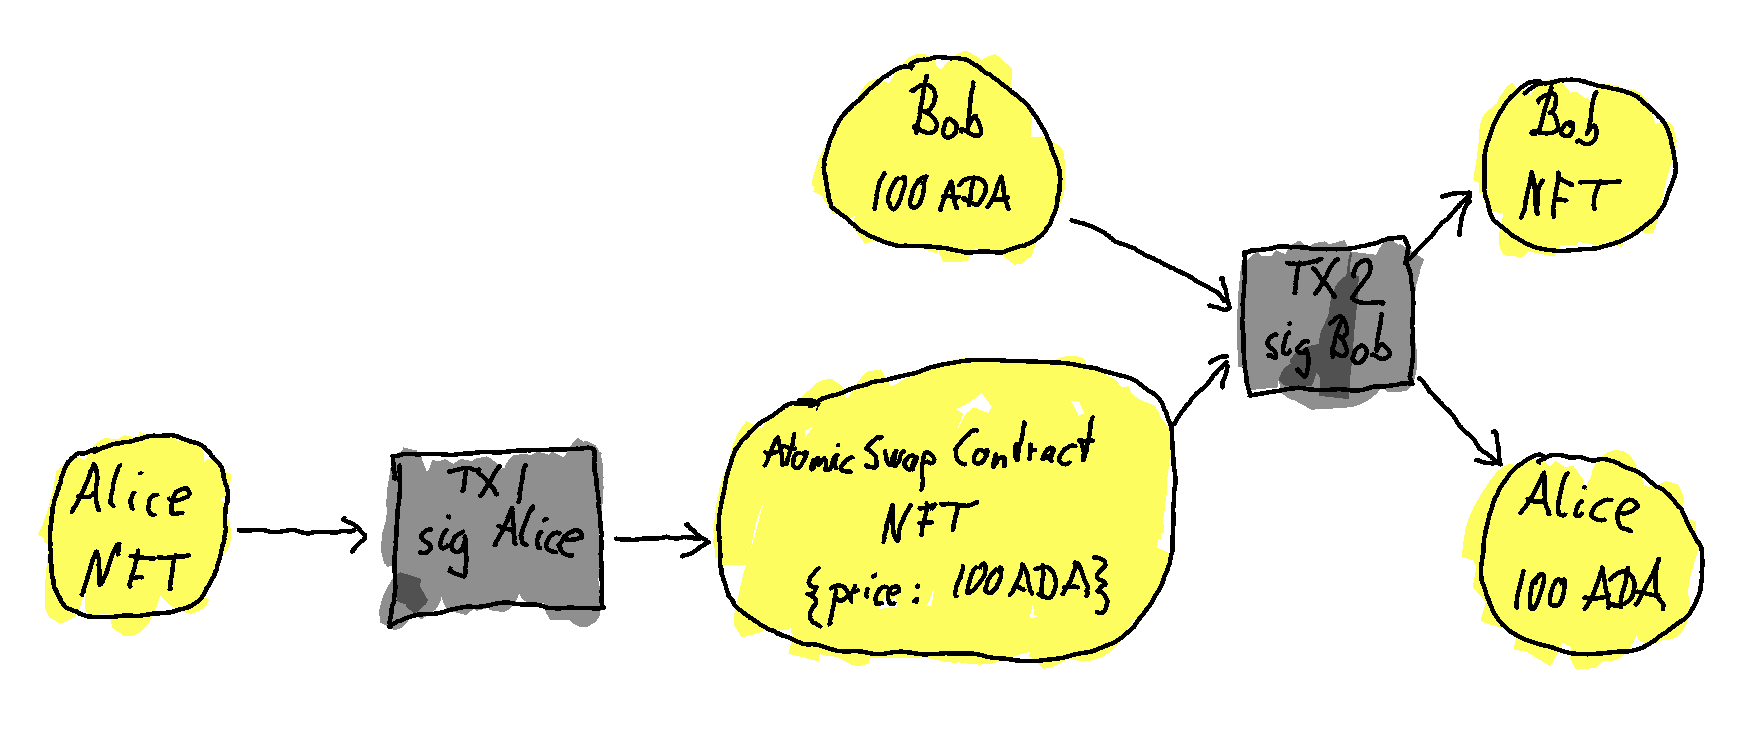 Alice
NFT
TX 1
sig Alice
Atomic Swap Contract
NFT
{price: 100 ADA}
Bob
100 ADA
TX 2
sig Bob
Bob
NFT
Alice
100 ADA